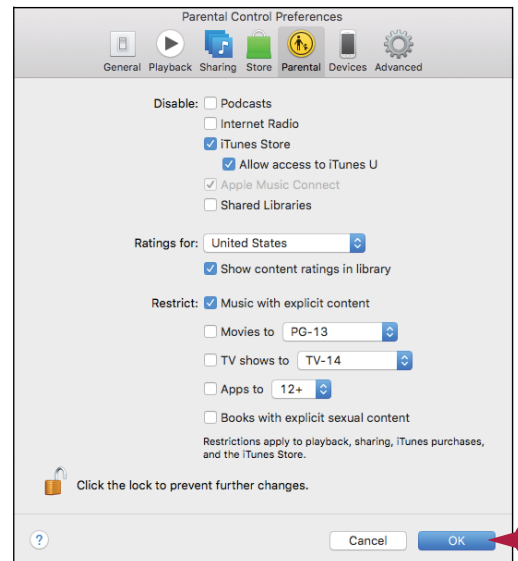 Parental Control Preferences
General Playback Sharing Store Parental Devices Advanced
Disable: Podcasts
Internet Radio
iTunes Store
Allow access to iTunes U
Apple Music Connect
Shared Libraries
Ratings for: United States
Show content ratings in library
Restrict: Music with explicit content
Movies to PG-13
TV shows to TV-14
Apps to 12+
Books with explicit sexual content
Restrictions apply to playback, sharing, iTunes purchases,
and the iTunes Store.
Click the lock to prevent further changes.
? Cancel OK